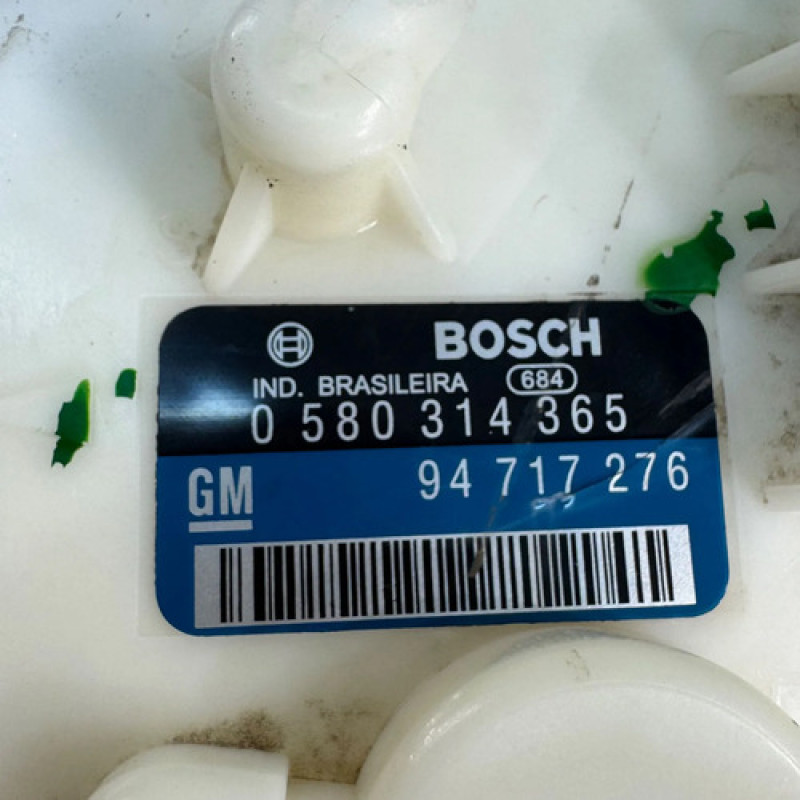 BOSCH
IND. BRASILEIRA 684
0 580 314 365
GM 94 717 276